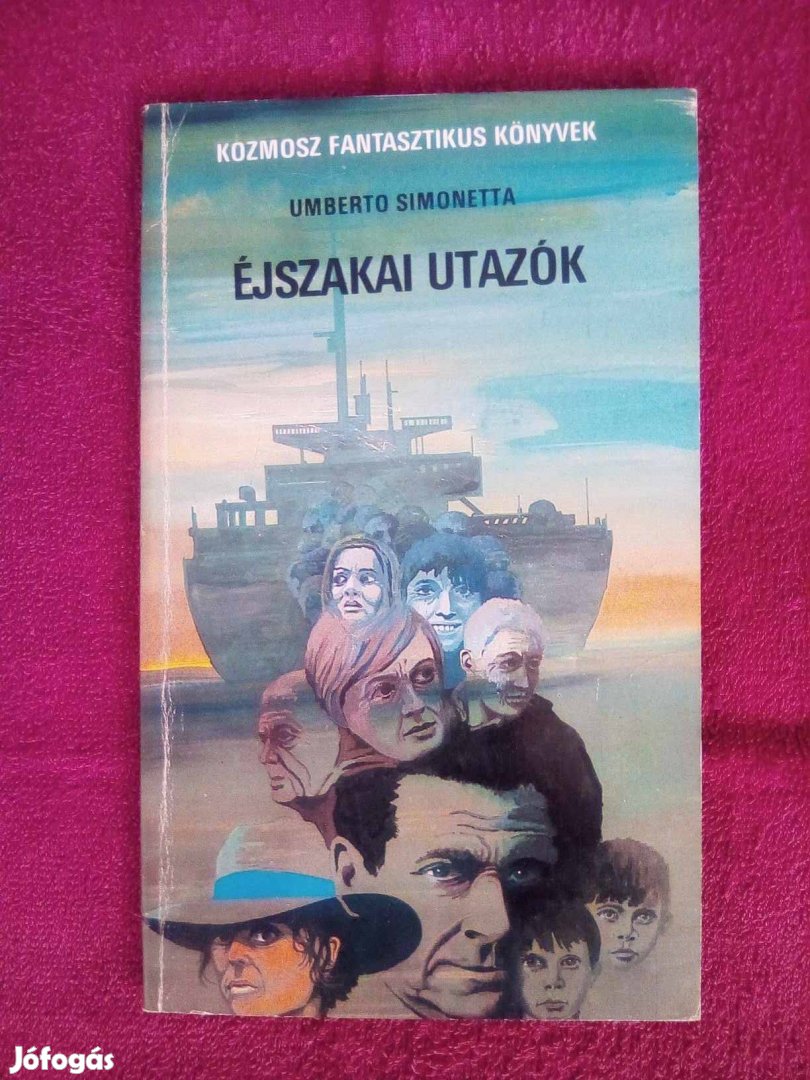 KOZMOSZ FANTASZTIKUS KÖNYVEK
UMBERTO SIMONETTA
ÉJSZAKAI UTAZÓK
Jófogás